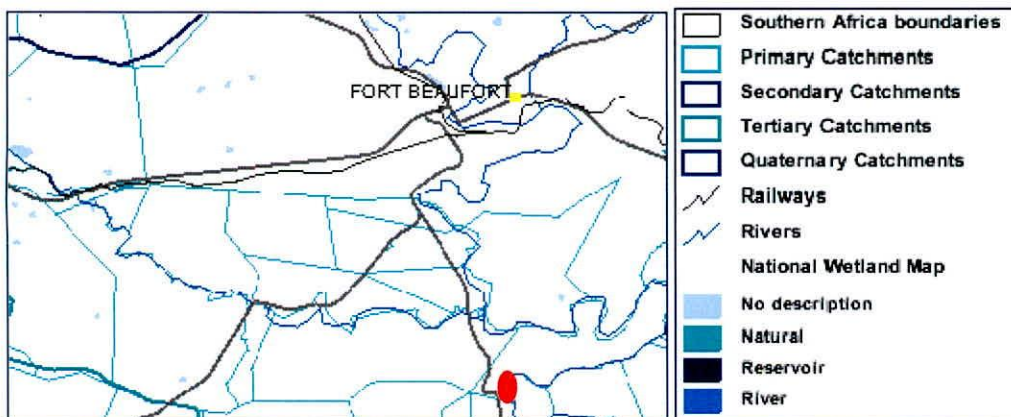 FORT BEAUFORT
Southern Africa boundaries
Primary Catchments
Secondary Catchments
Tertiary Catchments
Quaternary Catchments
Railways
Rivers
National Wetland Map
No description
Natural
Reservoir
River